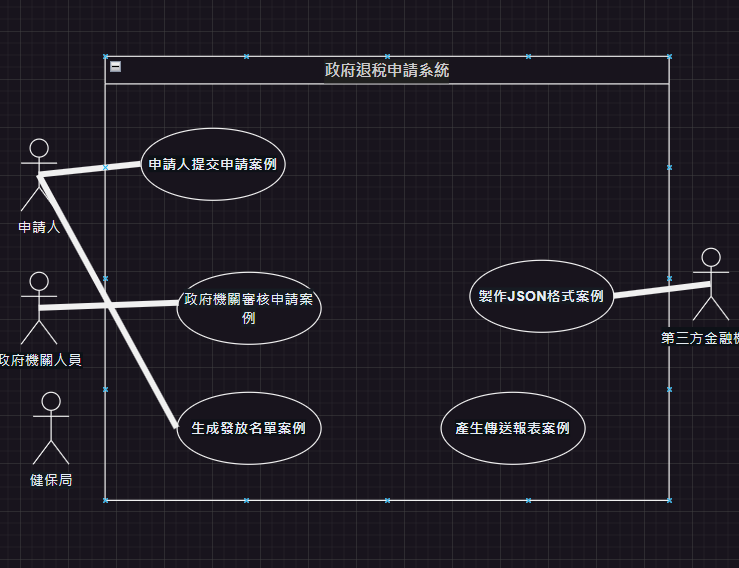 政府退稅申請系統
申請人提交申請案例
申請人
政府機關審核申請案
例
製作JSON格式案例
政府機關人員
第三方金融機
生成發放名單案例
產生傳送報表案例
健保局